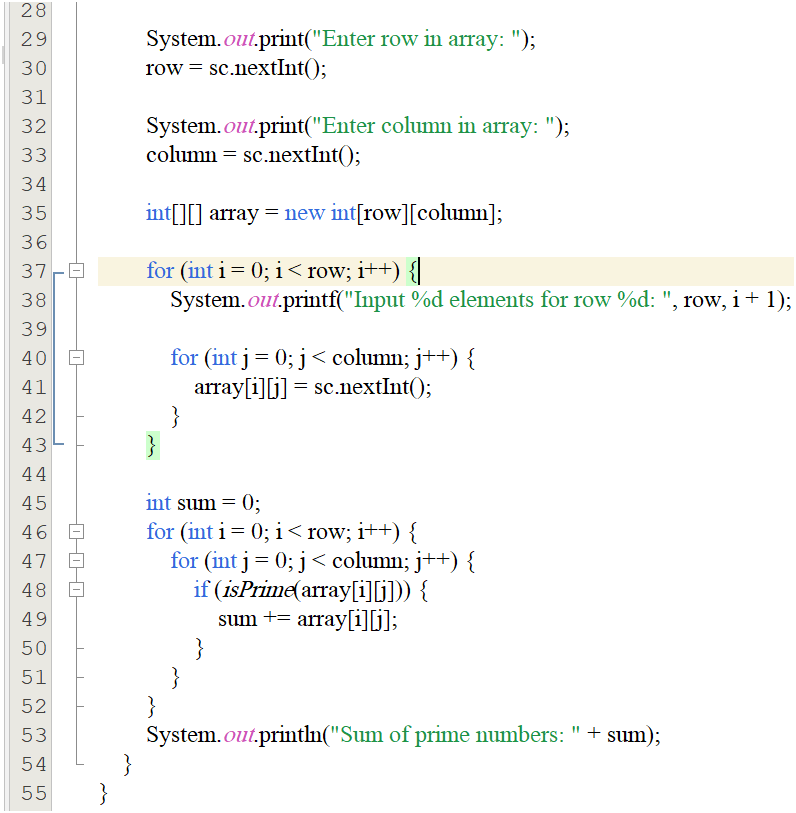 28
29 System.out.print("Enter row in array: ");
30 row = sc.nextInt();
31
32 System.out.print("Enter column in array: ");
33 column = sc.nextInt();
34
35 int[][] array = new int[row][column];
36
37 for (int i = 0; i < row; i++) {
38 System.out.printf("Input %d elements for row %d: ", row, i + 1);
39
40 for (int j = 0; j < column; j++) {
41 array[i][j] = sc.nextInt();
42 }
43 }
44
45 int sum = 0;
46 for (int i = 0; i < row; i++) {
47 for (int j = 0; j < column; j++) {
48 if (isPrime(array[i][j])) {
49 sum += array[i][j];
50 }
51 }
52 }
53 System.out.println("Sum of prime numbers: " + sum);
54 }
55 }